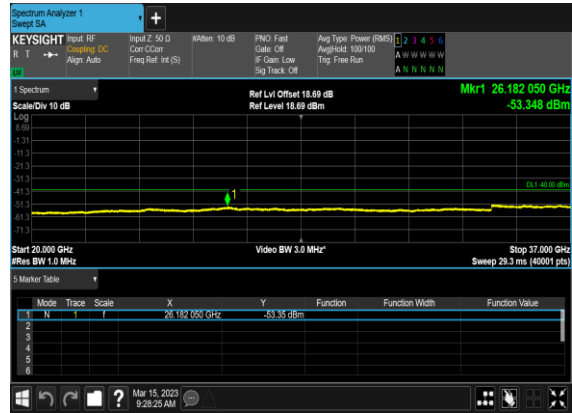 Spectrum Analyzer 1
Swept SA
+
KEYSIGHT Input: RF Input Z: 50 Ω #Atten: 10 dB PNO: Fast Avg Type: Power (RMS) 1 2 3 4 5 6
R T Coupling: DC Corr CCorr Gate: Off Avg|Hold: 100/100 A W W W W W
Align: Auto Freq Ref: Int (S) IF Gain: Low Trig: Free Run A N N N N N
Sig Track: Off
1 Spectrum Ref Lvl Offset 18.69 dB Mkr1 26.182 050 GHz
Scale/Div 10 dB Ref Level 18.69 dBm -53.348 dBm
Log
8.69
-1.31
-11.3
-21.3
-31.3
DL1 -40.00 dBm
-41.3
1
-51.3
-61.3
-71.3
Start 20.000 GHz Video BW 3.0 MHz* Stop 37.000 GHz
#Res BW 1.0 MHz Sweep 29.3 ms (40001 pts)
5 Marker Table
Mode Trace Scale X Y Function Function Width Function Value
1 N 1 f 26.182 050 GHz -53.35 dBm
2
3
4
5
6
? Mar 15, 2023
9:28:25 AM